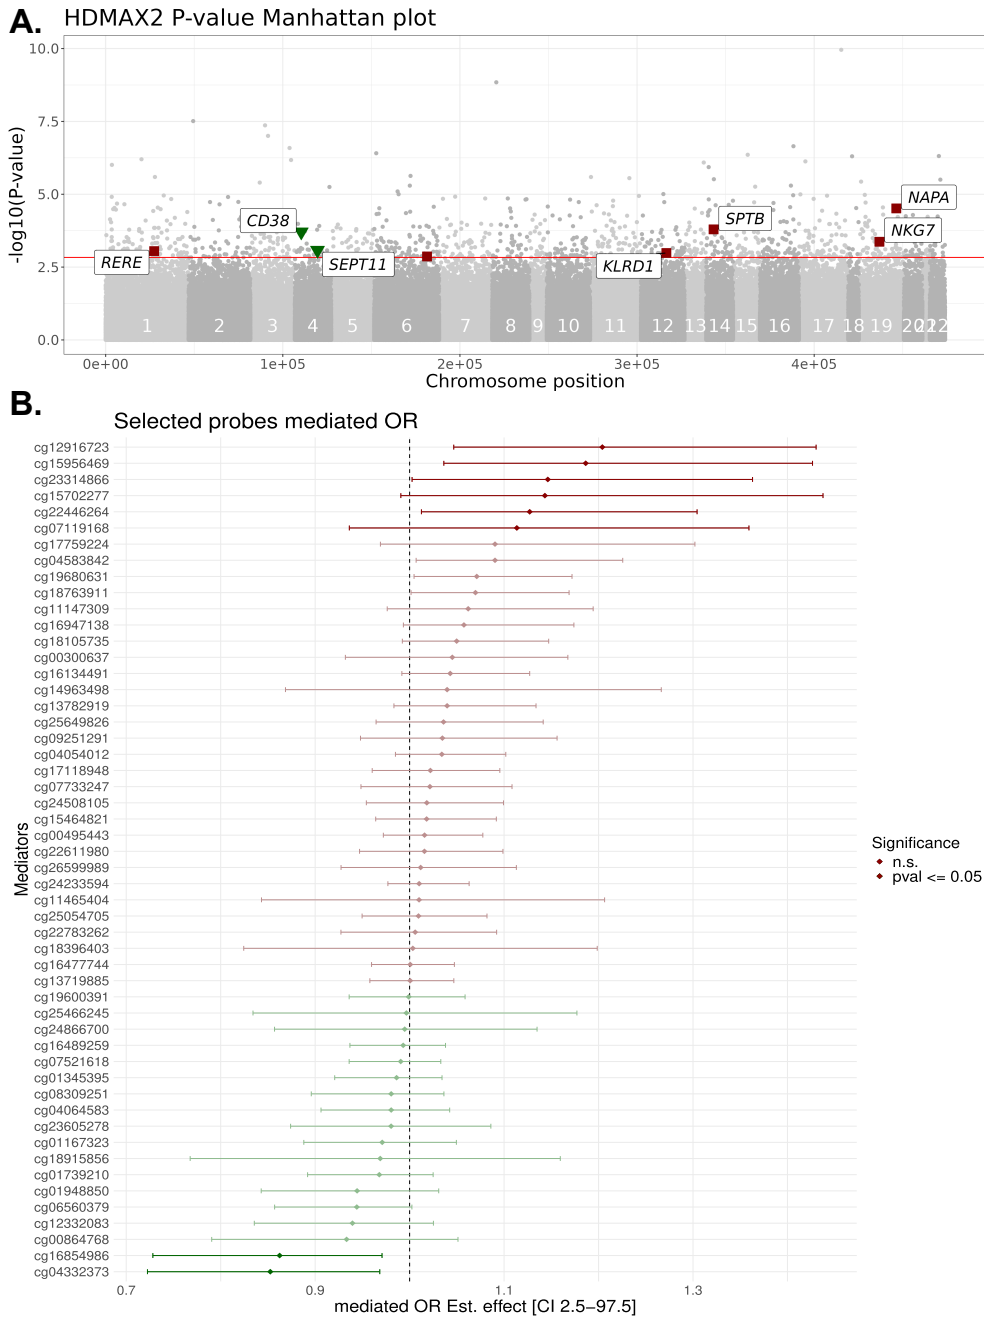 A.
HDMAX2 P-value Manhattan plot
-log10(P-value)
10.0
7.5
5.0
2.5
0.0
NAPA
CD38
SPTB
NKG7
RERE
SEPT11
KLRD1
1 2 3 4 5 6 7 8 9 10 11 12 13 14 15 16 17 18 19 20 21 22
0e+00 1e+05 2e+05 3e+05 4e+05
Chromosome position
B.
Selected probes mediated OR
Mediators
cg12916723
cg15956469
cg23314866
cg15702277
cg22446264
cg07119168
cg17759224
cg04583842
cg19680631
cg18763911
cg11147309
cg16947138
cg18105735
cg00300637
cg16134491
cg14963498
cg13782919
cg25649826
cg09251291
cg04054012
cg17118948
cg07733247
cg24508105
cg15464821
cg00495443
cg22611980
cg26599989
cg24233594
cg11465404
cg25054705
cg22783262
cg18396403
cg16477744
cg13719885
cg19600391
cg25466245
cg24866700
cg16489259
cg07521618
cg01345395
cg08309251
cg04064583
cg23605278
cg01167323
cg18915856
cg01739210
cg01948850
cg06560379
cg12332083
cg00864768
cg16854986
cg04332373
0.7 0.9 1.1 1.3
mediated OR Est. effect [CI 2.5−97.5]
Significance
n.s.
pval <= 0.05